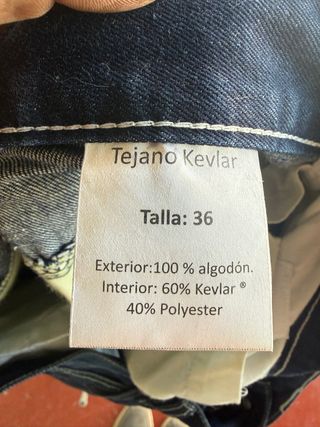 Tejano Kevlar
Talla: 36
Exterior:100 % algodón.
Interior: 60% Kevlar ®
40% Polyester